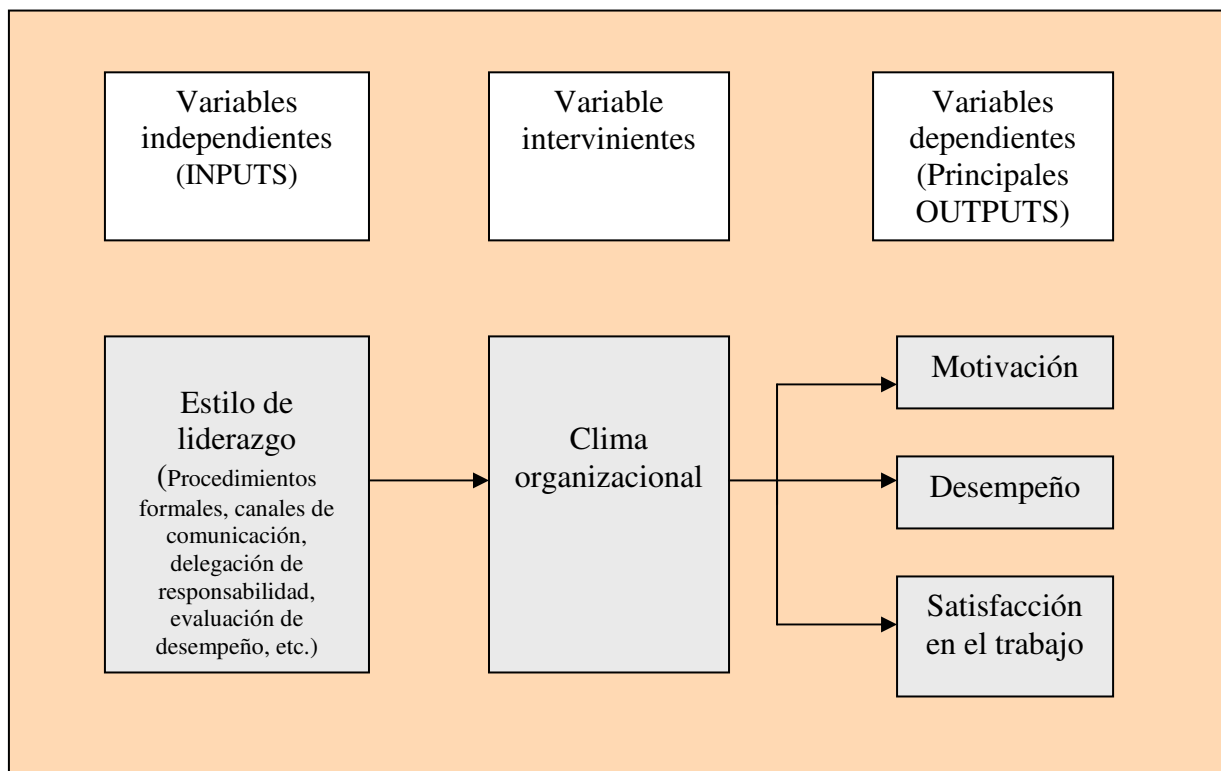 Variables
independientes
(INPUTS)
Variable
intervinientes
Variables
dependientes
(Principales
OUTPUTS)
Estilo de
liderazgo
(Procedimientos
formales, canales de
comunicación,
delegación de
responsabilidad,
evaluación de
desempeño, etc.)
Clima
organizacional
Motivación
Desempeño
Satisfacción
en el trabajo